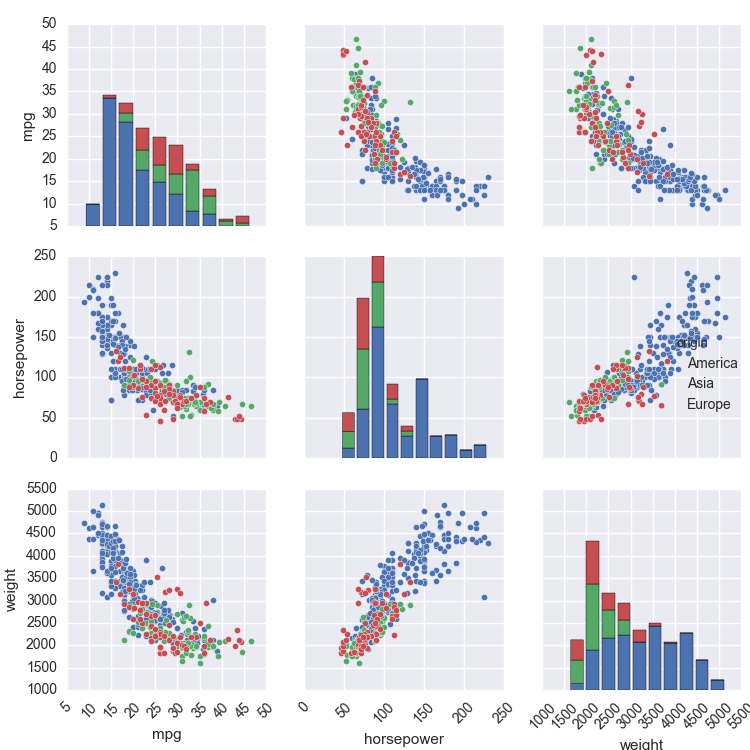 50
45
40
35
30
25
20
15
10
5
mpg
250
200
150
100
50
0
horsepower
origin
America
Asia
Europe
5500
5000
4500
4000
3500
3000
2500
2000
1500
1000
weight
5 10 15 20 25 30 35 40 45 50
mpg
0 50 100 150 200 250
horsepower
1000 1500 2000 2500 3000 3500 4000 4500 5000 5500
weight